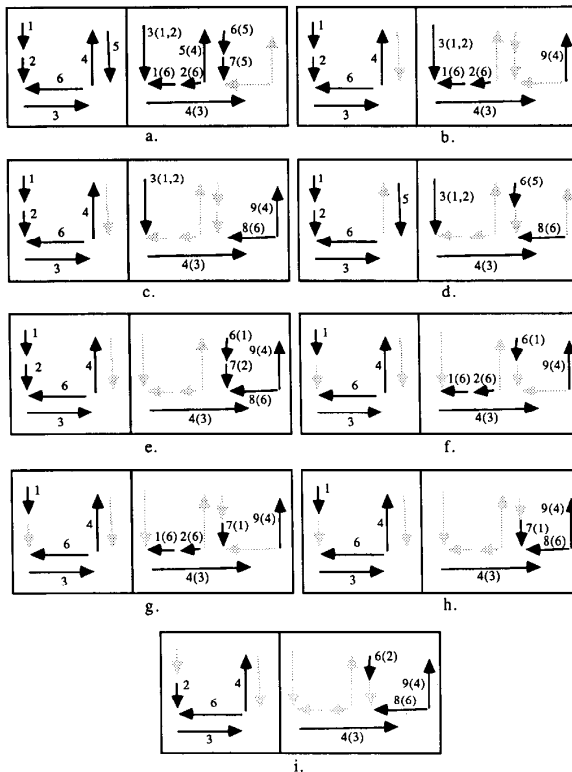 1 2 6 3 4 5 3(1,2) 1(6) 2(6) 5(4) 6(5) 7(5) 4(3)
a.
1 2 6 3 4 3(1,2) 1(6) 2(6) 9(4) 4(3)
b.
1 2 6 3 4 3(1,2) 9(4) 8(6) 4(3)
c.
1 2 6 3 5 3(1,2) 6(5) 8(6) 4(3)
d.
1 2 6 3 4 6(1) 7(2) 9(4) 8(6) 4(3)
e.
1 6 3 4 1(6) 2(6) 6(1) 9(4) 4(3)
f.
1 6 3 4 1(6) 2(6) 7(1) 9(4) 4(3)
g.
1 6 3 4 9(4) 7(1) 8(6) 4(3)
h.
2 6 3 4 6(2) 9(4) 8(6) 4(3)
i.